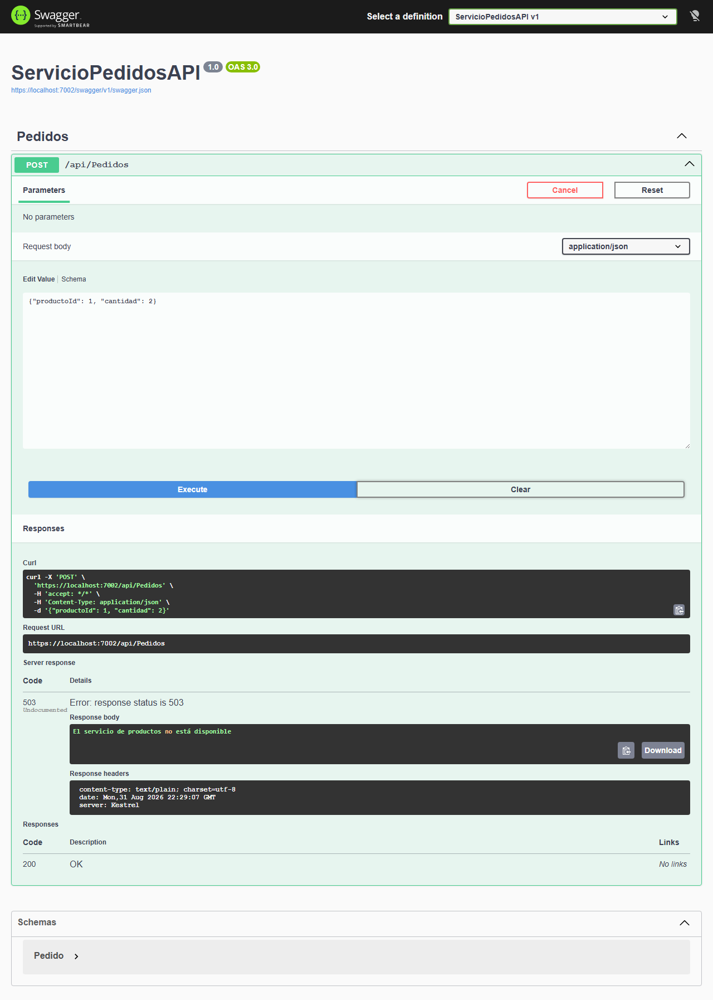 Swagger
Supported by SMARTBEAR
Select a definition
ServicioPedidosAPI v1
ServicioPedidosAPI 1.0 OAS 3.0
https://localhost:7002/swagger/v1/swagger.json
Pedidos
POST /api/Pedidos
Parameters
Cancel
Reset
No parameters
Request body
application/json
Edit Value
Schema
{"productoId": 1, "cantidad": 2}
Execute
Clear
Responses
Curl
curl -X 'POST' \
'https://localhost:7002/api/Pedidos' \
-H 'accept: */*' \
-H 'Content-Type: application/json' \
-d '{"productoId": 1, "cantidad": 2}'
Request URL
https://localhost:7002/api/Pedidos
Server response
Code
Details
503
Undocumented
Error: response status is 503
Response body
El servicio de productos no está disponible
Download
Response headers
content-type: text/plain; charset=utf-8
date: Mon,31 Aug 2026 22:29:07 GMT
server: Kestrel
Responses
Code
Description
Links
200
OK
No links
Schemas
Pedido